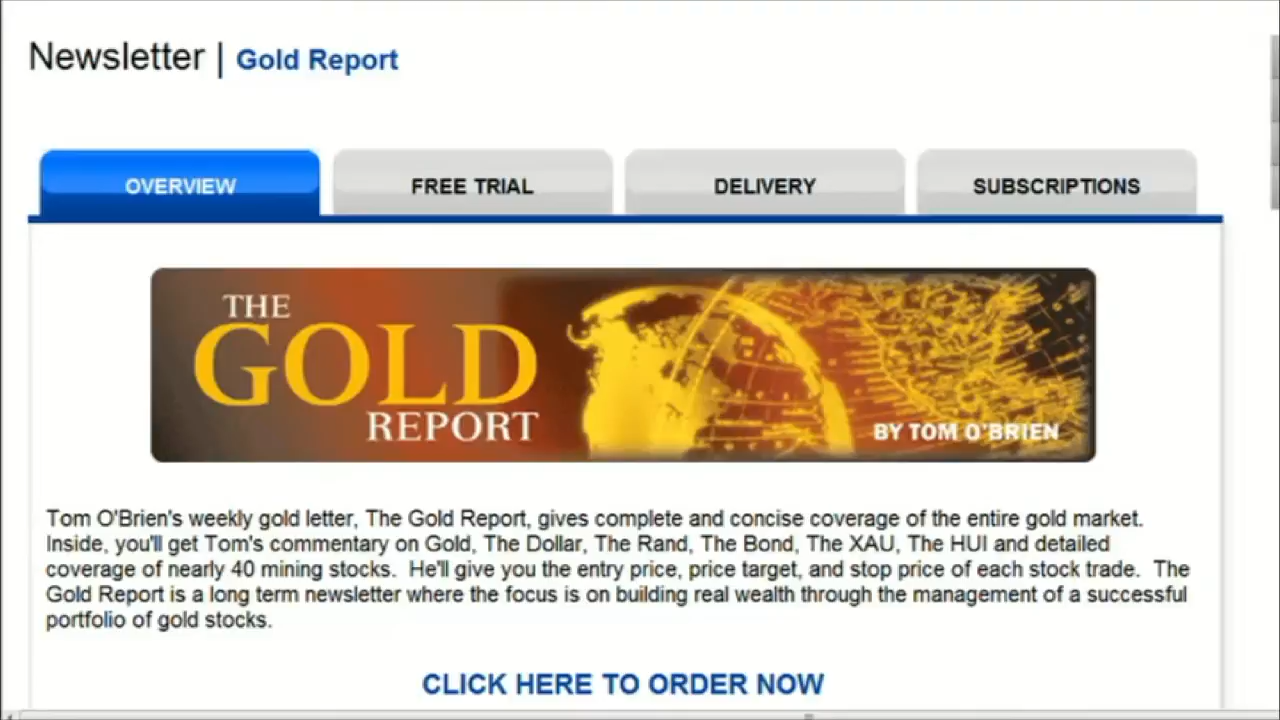 Newsletter | Gold Report
OVERVIEW
FREE TRIAL
DELIVERY
SUBSCRIPTIONS
THE
GOLD
REPORT
BY TOM O'BRIEN
Tom O'Brien's weekly gold letter, The Gold Report, gives complete and concise coverage of the entire gold market.
Inside, you'll get Tom's commentary on Gold, The Dollar, The Rand, The Bond, The XAU, The HUI and detailed
coverage of nearly 40 mining stocks.  He'll give you the entry price, price target, and stop price of each stock trade.  The
Gold Report is a long term newsletter where the focus is on building real wealth through the management of a successful
portfolio of gold stocks.
CLICK HERE TO ORDER NOW